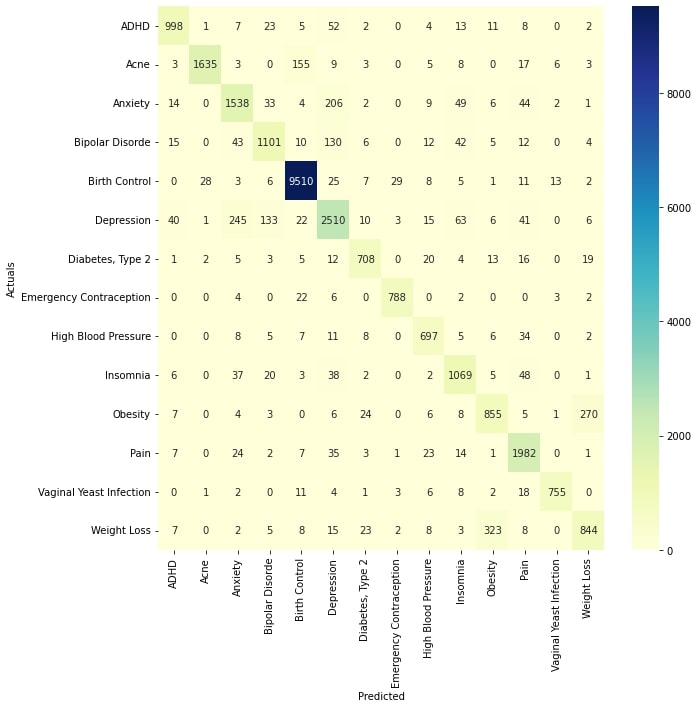 ADHD 998 1 7 23 5 52 2 0 4 13 11 8 0 2
Acne 3 1635 3 0 155 9 3 0 5 8 0 17 6 3
Anxiety 14 0 1538 33 4 206 2 0 9 49 6 44 2 1
Bipolar Disorde 15 0 43 1101 10 130 6 0 12 42 5 12 0 4
Birth Control 0 28 3 6 9510 25 7 29 8 5 1 11 13 2
Depression 40 1 245 133 22 2510 10 3 15 63 6 41 0 6
Diabetes, Type 2 1 2 5 3 5 12 708 0 20 4 13 16 0 19
Emergency Contraception 0 0 4 0 22 6 0 788 0 2 0 0 3 2
High Blood Pressure 0 0 8 5 7 11 8 0 697 5 6 34 0 2
Insomnia 6 0 37 20 3 38 2 0 2 1069 5 48 0 1
Obesity 7 0 4 3 0 6 24 0 6 8 855 5 1 270
Pain 7 0 24 2 7 35 3 1 23 14 1 1982 0 1
Vaginal Yeast Infection 0 1 2 0 11 4 1 3 6 8 2 18 755 0
Weight Loss 7 0 2 5 8 15 23 2 8 3 323 8 0 844
Actuals
ADHD
Acne
Anxiety
Bipolar Disorde
Birth Control
Depression
Diabetes, Type 2
Emergency Contraception
High Blood Pressure
Insomnia
Obesity
Pain
Vaginal Yeast Infection
Weight Loss
Predicted
8000
6000
4000
2000
0